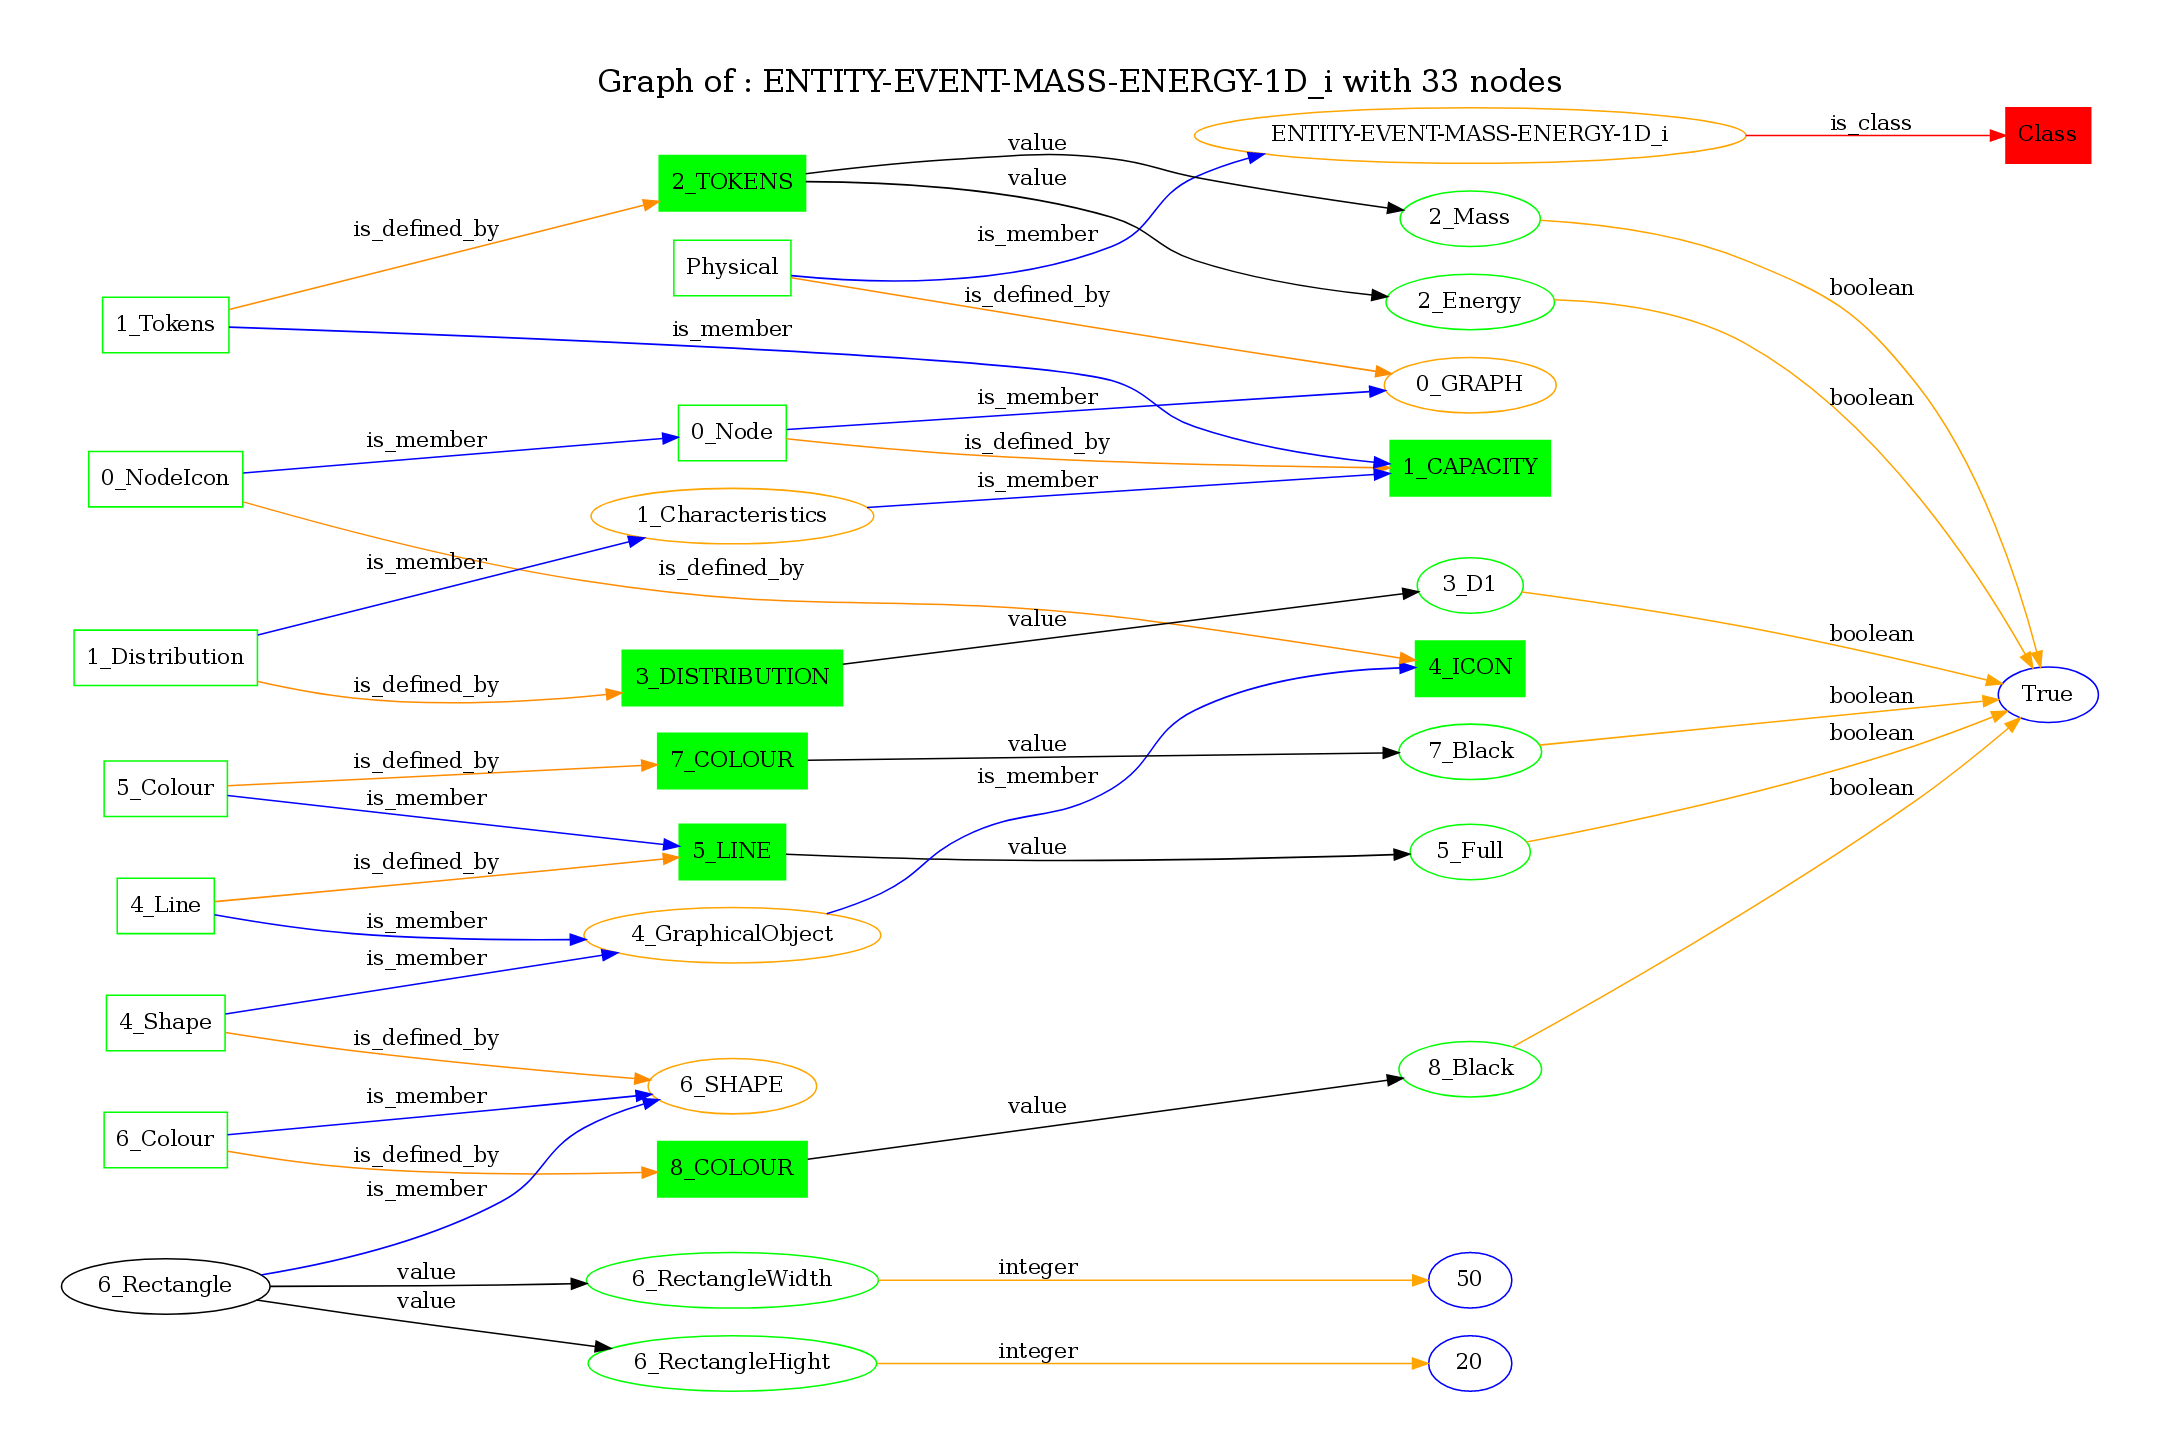 Graph of : ENTITY-EVENT-MASS-ENERGY-1D_i with 33 nodes
ENTITY-EVENT-MASS-ENERGY-1D_i
is_class
Class
value
2_TOKENS
value
2_Mass
is_defined_by
is_member
Physical
is_defined_by
2_Energy
boolean
1_Tokens
is_member
0_GRAPH
is_member
boolean
0_Node
is_member
is_defined_by
1_CAPACITY
0_NodeIcon
is_member
1_Characteristics
is_member
is_defined_by
3_D1
value
boolean
1_Distribution
is_defined_by
3_DISTRIBUTION
4_ICON
True
boolean
boolean
5_Colour
is_defined_by
7_COLOUR
value
7_Black
is_member
is_member
boolean
5_LINE
value
5_Full
is_defined_by
4_Line
is_member
4_GraphicalObject
is_member
4_Shape
is_defined_by
6_SHAPE
8_Black
is_member
value
6_Colour
is_defined_by
8_COLOUR
is_member
6_Rectangle
value
6_RectangleWidth
integer
50
value
6_RectangleHight
integer
20